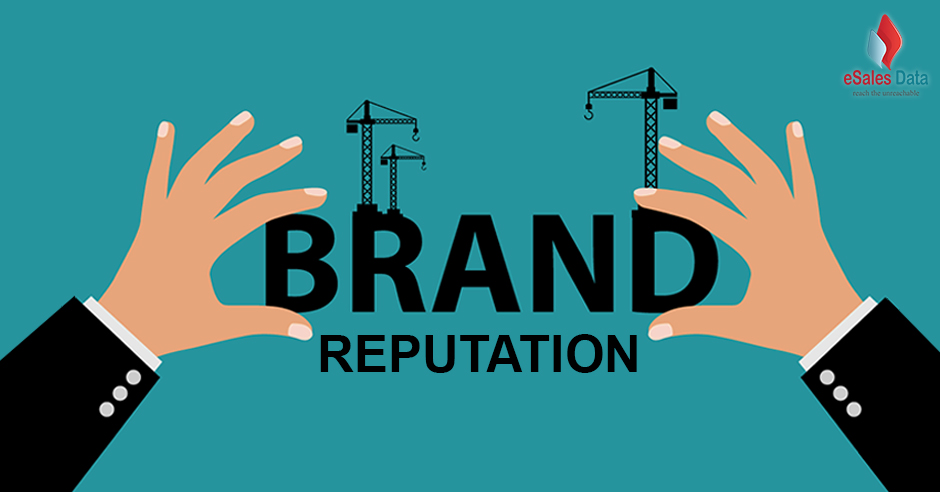 eSales Data
reach the unreachable
BRAND
REPUTATION